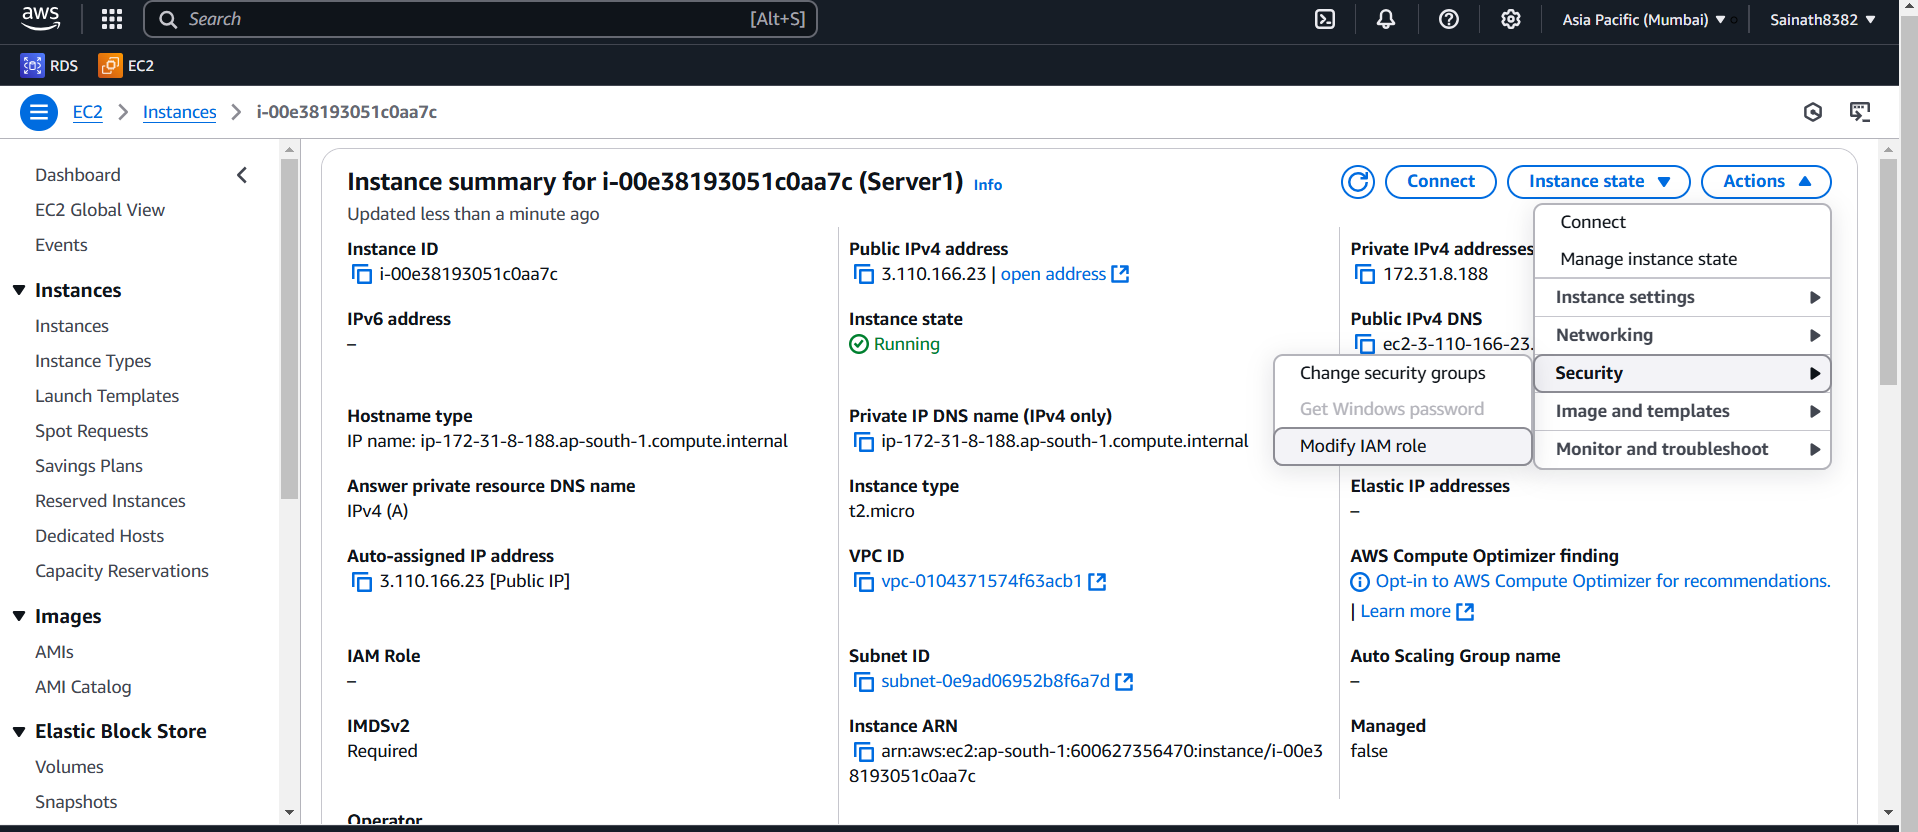 aws
Search
[Alt+S]
Asia Pacific (Mumbai)
Sainath8382
RDS
EC2
EC2
Instances
i-00e38193051c0aa7c
Dashboard
EC2 Global View
Events
Instances
Instances
Instance Types
Launch Templates
Spot Requests
Savings Plans
Reserved Instances
Dedicated Hosts
Capacity Reservations
Images
AMIs
AMI Catalog
Elastic Block Store
Volumes
Snapshots
Instance summary for i-00e38193051c0aa7c (Server1) Info
Updated less than a minute ago
Connect
Instance state
Actions
Connect
Manage instance state
Instance settings
Networking
Security
Image and templates
Monitor and troubleshoot
Change security groups
Get Windows password
Modify IAM role
Instance ID
i-00e38193051c0aa7c
Public IPv4 address
3.110.166.23 | open address
Private IPv4 addresses
172.31.8.188
IPv6 address
–
Instance state
Running
Public IPv4 DNS
ec2-3-110-166-23.
Hostname type
IP name: ip-172-31-8-188.ap-south-1.compute.internal
Private IP DNS name (IPv4 only)
ip-172-31-8-188.ap-south-1.compute.internal
Answer private resource DNS name
IPv4 (A)
Instance type
t2.micro
Elastic IP addresses
–
Auto-assigned IP address
3.110.166.23 [Public IP]
VPC ID
vpc-0104371574f63acb1
AWS Compute Optimizer finding
Opt-in to AWS Compute Optimizer for recommendations.
| Learn more
IAM Role
–
Subnet ID
subnet-0e9ad06952b8f6a7d
Auto Scaling Group name
–
IMDSv2
Required
Instance ARN
arn:aws:ec2:ap-south-1:600627356470:instance/i-00e3
8193051c0aa7c
Managed
false
Operator